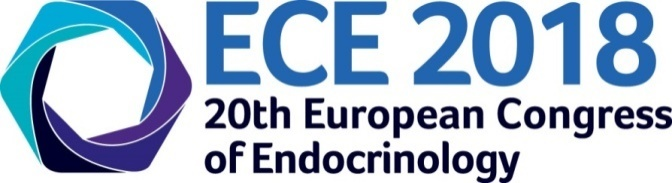 ECE 2018
20th European Congress
of Endocrinology